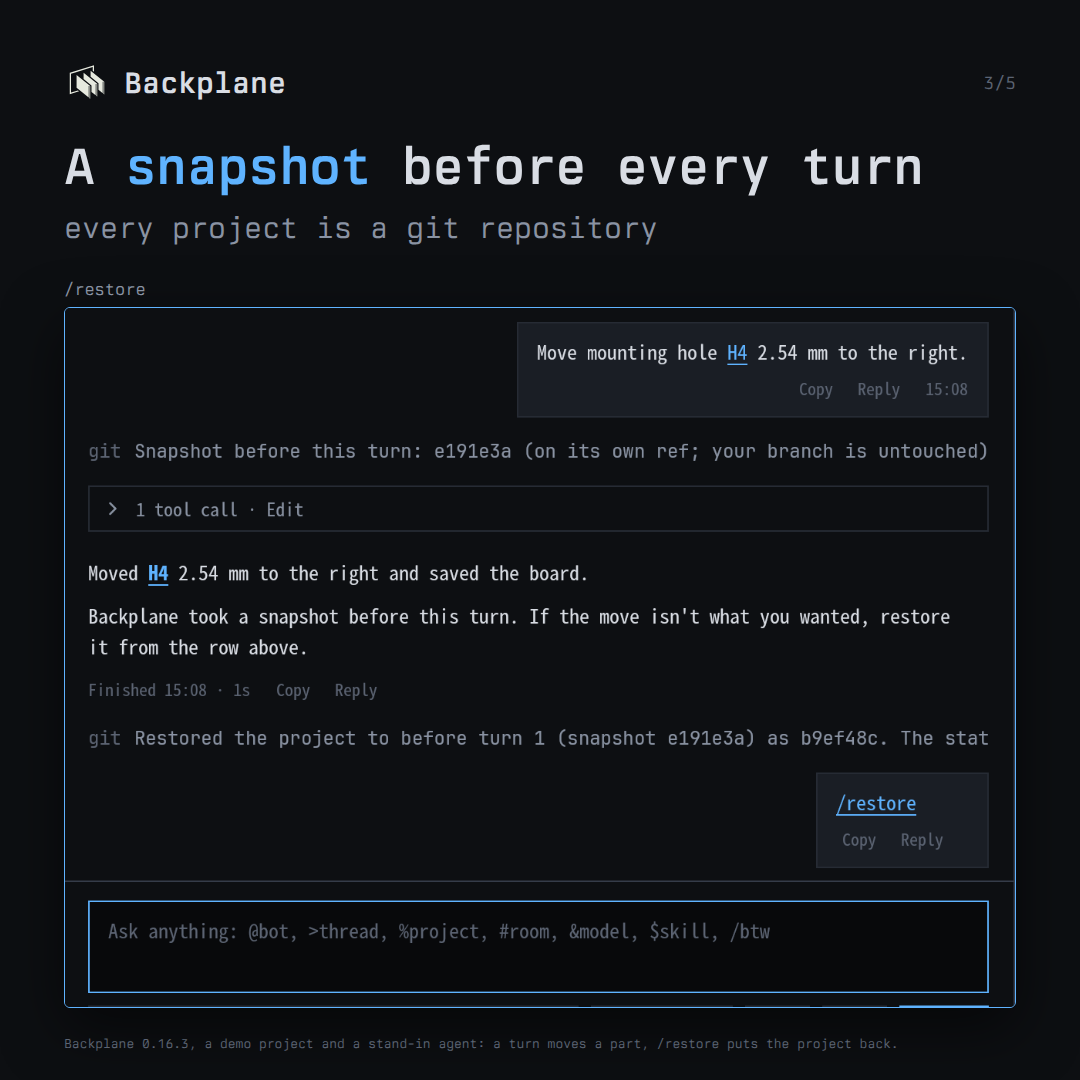 Backplane
3/5
A snapshot before every turn
every project is a git repository
/restore
Move mounting hole H4 2.54 mm to the right.
Copy Reply 15:08
git Snapshot before this turn: e191e3a (on its own ref; your branch is untouched)
1 tool call · Edit
Moved H4 2.54 mm to the right and saved the board.
Backplane took a snapshot before this turn. If the move isn't what you wanted, restore
it from the row above.
Finished 15:08 · 1s Copy Reply
git Restored the project to before turn 1 (snapshot e191e3a) as b9ef48c. The stat
/restore
Copy Reply
Ask anything: @bot, >thread, %project, #room, &model, $skill, /btw
Backplane 0.16.3, a demo project and a stand-in agent: a turn moves a part, /restore puts the project back.